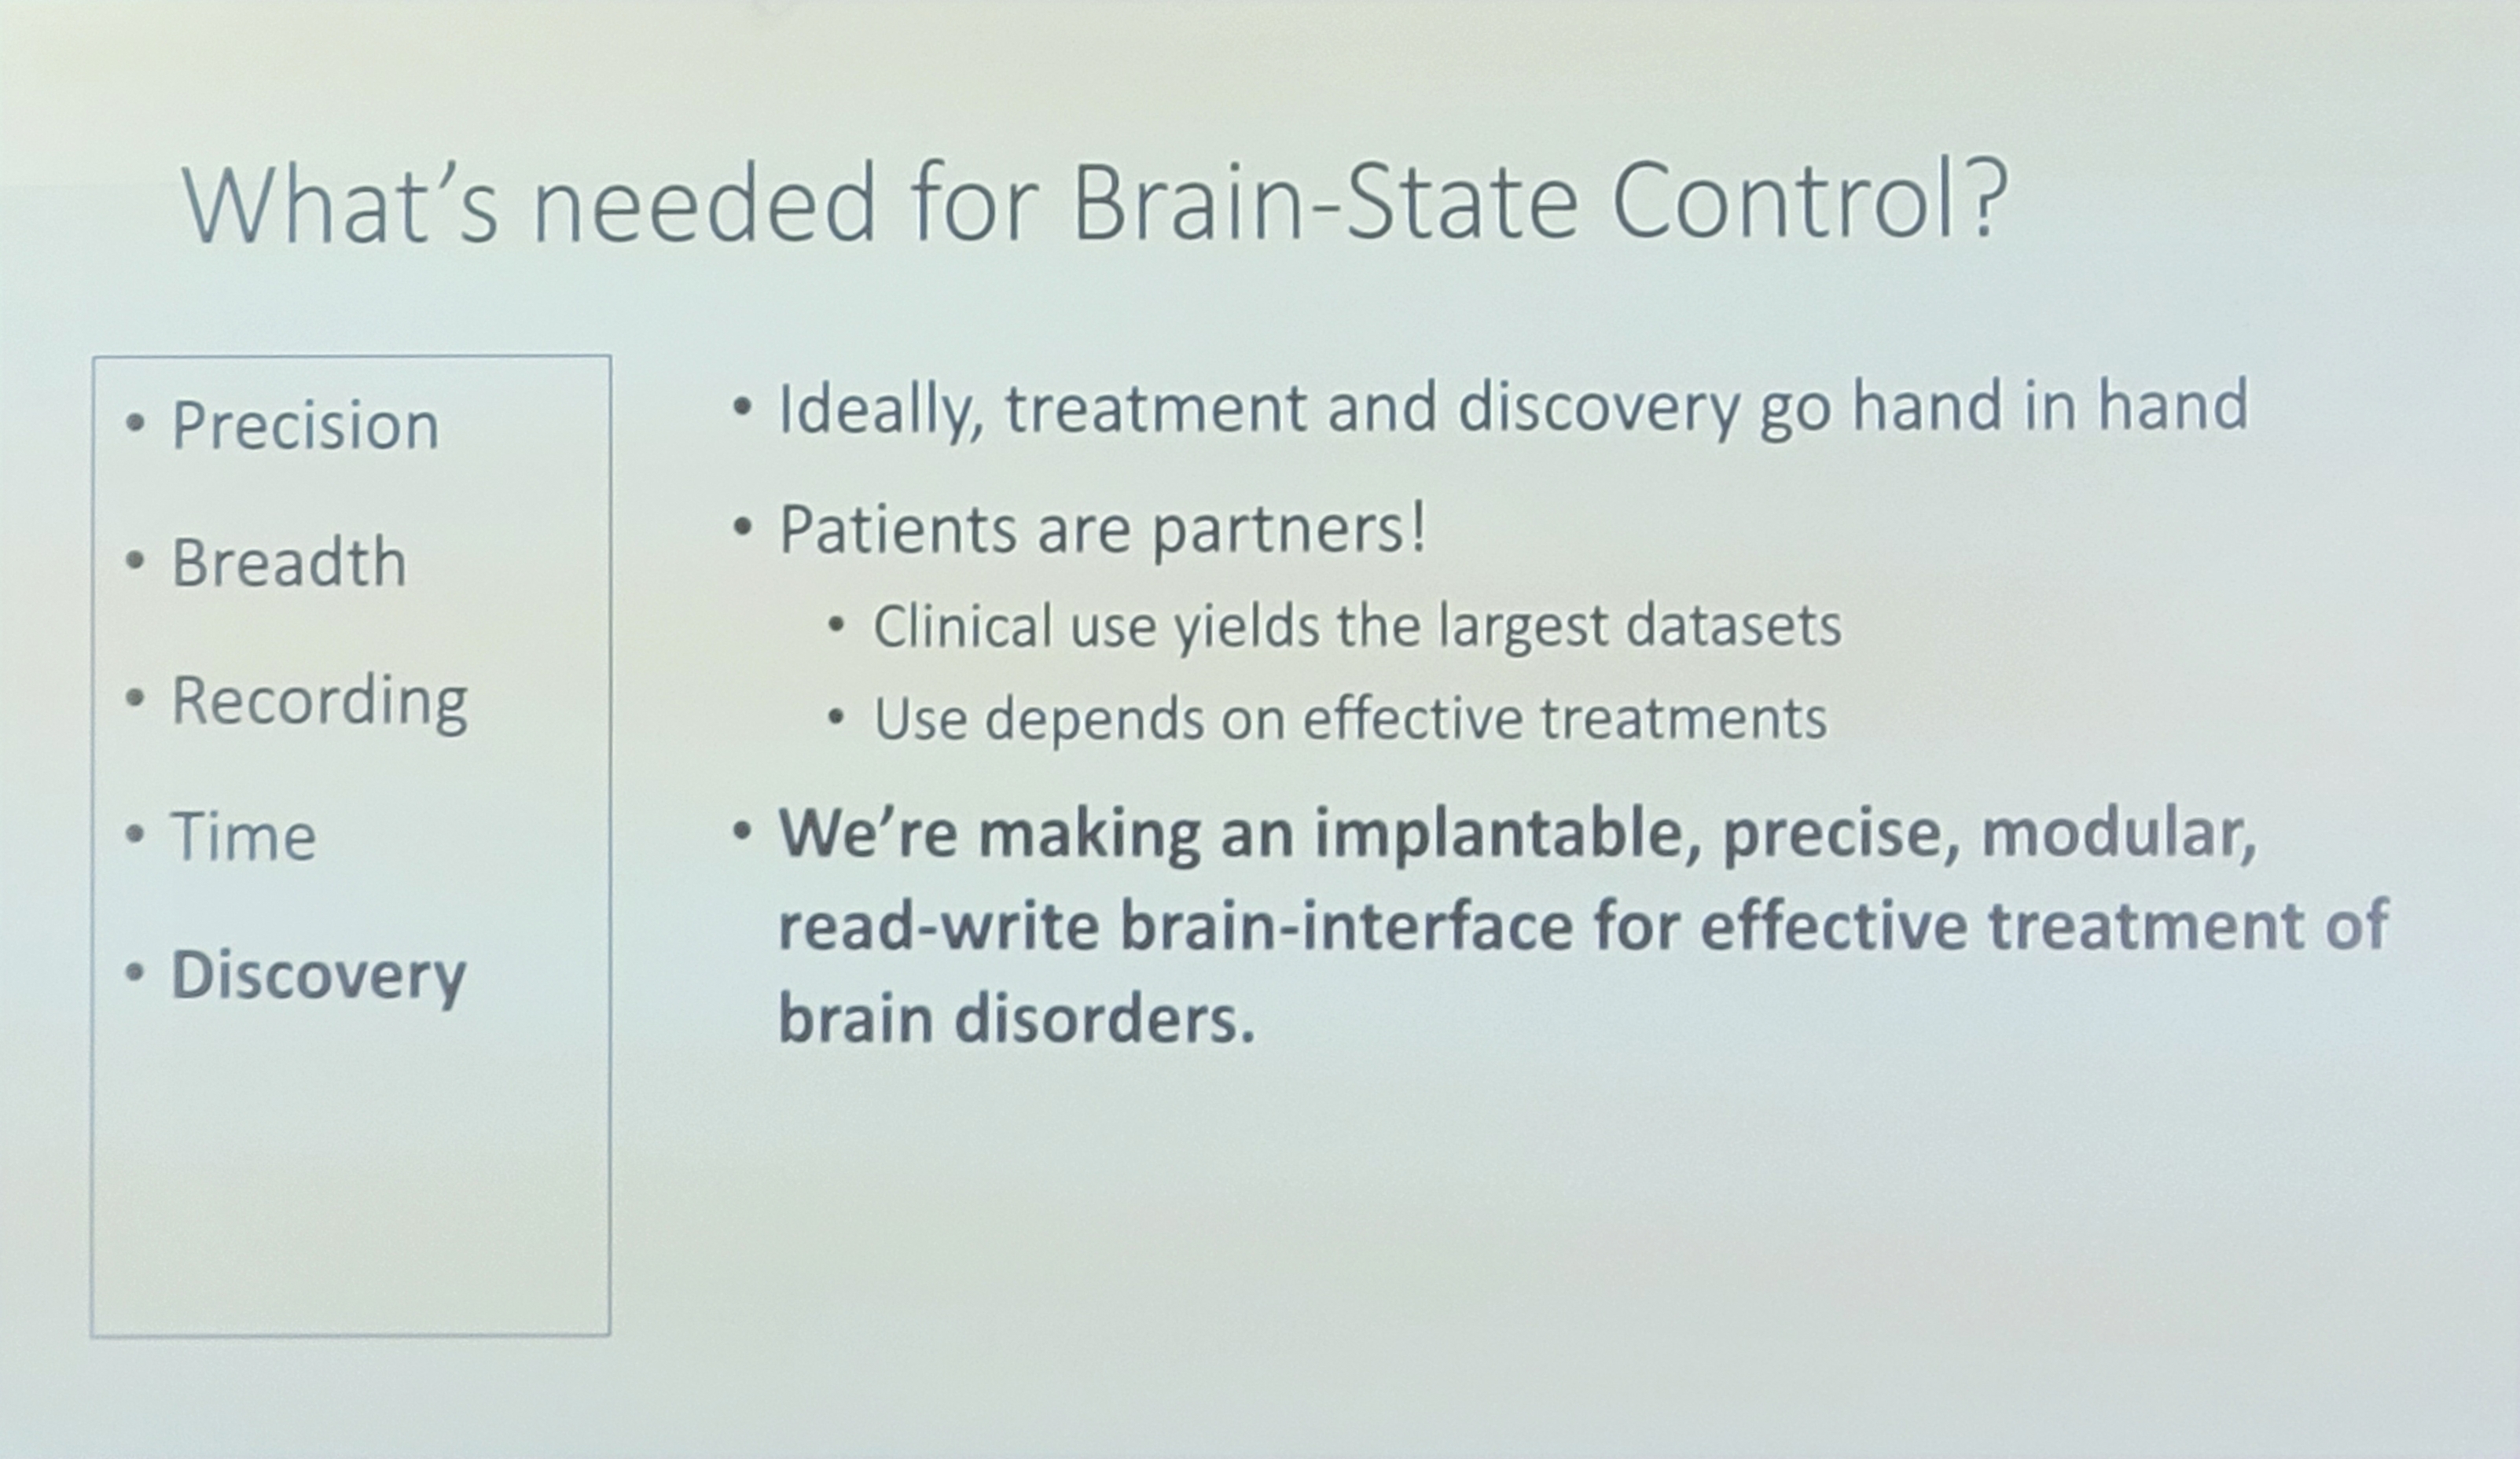 What’s needed for Brain-State Control?
• Precision
• Breadth
• Recording
• Time
• Discovery
• Ideally, treatment and discovery go hand in hand
• Patients are partners!
• Clinical use yields the largest datasets
• Use depends on effective treatments
• We’re making an implantable, precise, modular,
read-write brain-interface for effective treatment of
brain disorders.